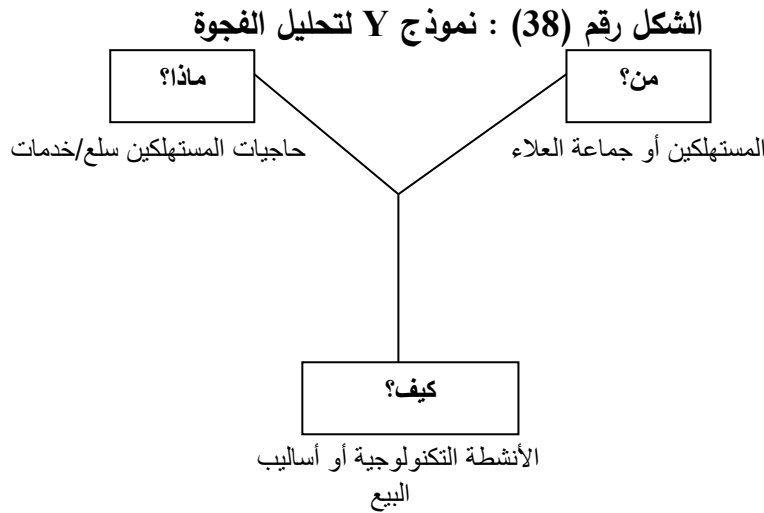 الشكل رقم (38) : نموذج Y لتحليل الفجوة
من؟
المستهلكين أو جماعة العلاء
ماذا؟
حاجيات المستهلكين سلع/خدمات
كيف؟
الأنشطة التكنولوجية أو أساليب
البيع